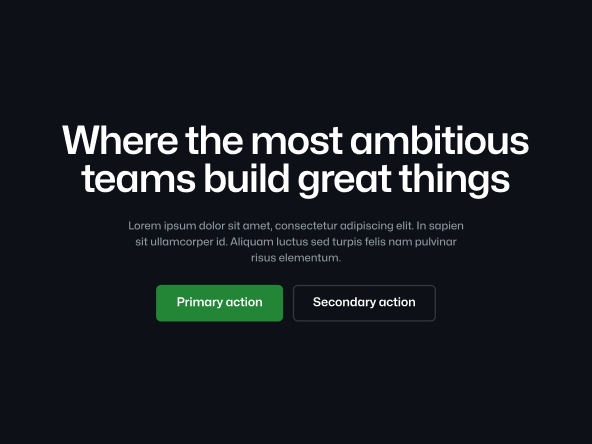 Where the most ambitious
teams build great things
Lorem ipsum dolor sit amet, consectetur adipiscing elit. In sapien
sit ullamcorper id. Aliquam luctus sed turpis felis nam pulvinar
risus elementum.
Primary action
Secondary action